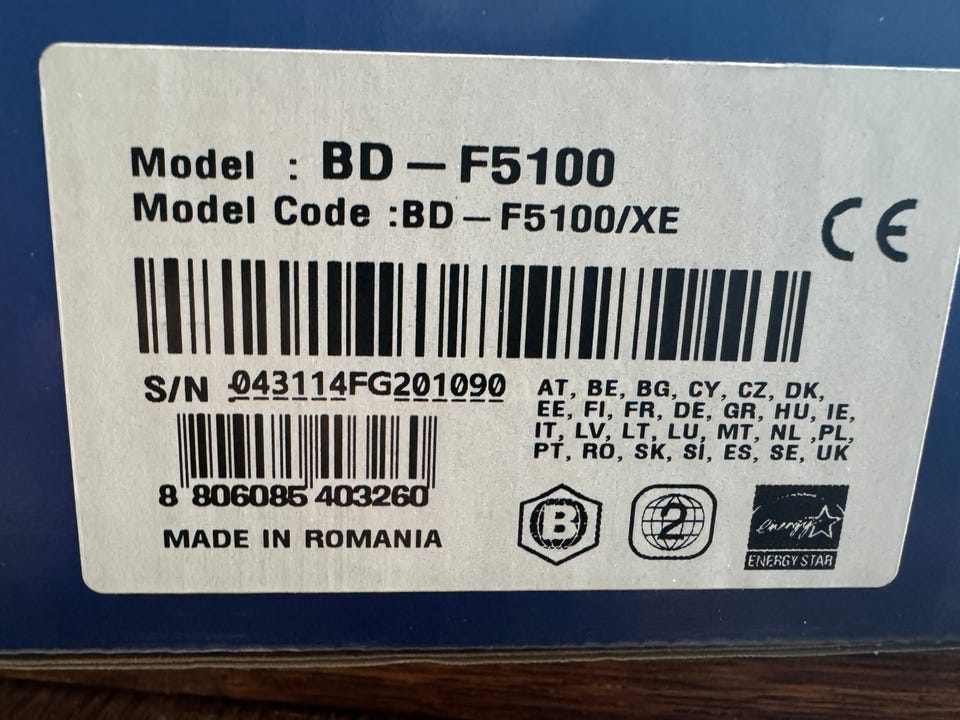 Model : BD-F5100
Model Code :BD-F5100/XE
CE
S/N 043114FG201090
AT, BE, BG, CY, CZ, DK,
EE, FI, FR, DE, GR, HU, IE,
IT, LV, LT, LU, MT, NL ,PL,
PT, RO, SK, SI, ES, SE, UK
8 806085 403260
MADE IN ROMANIA
B
2
energy
ENERGY STAR